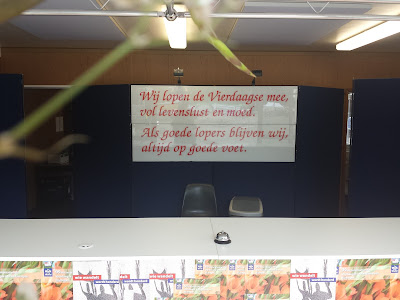 Wij lopen de Vierdaagse mee,
vol levenslust en moed.
Als goede lopers blijven wij,
altijd op goede voet.